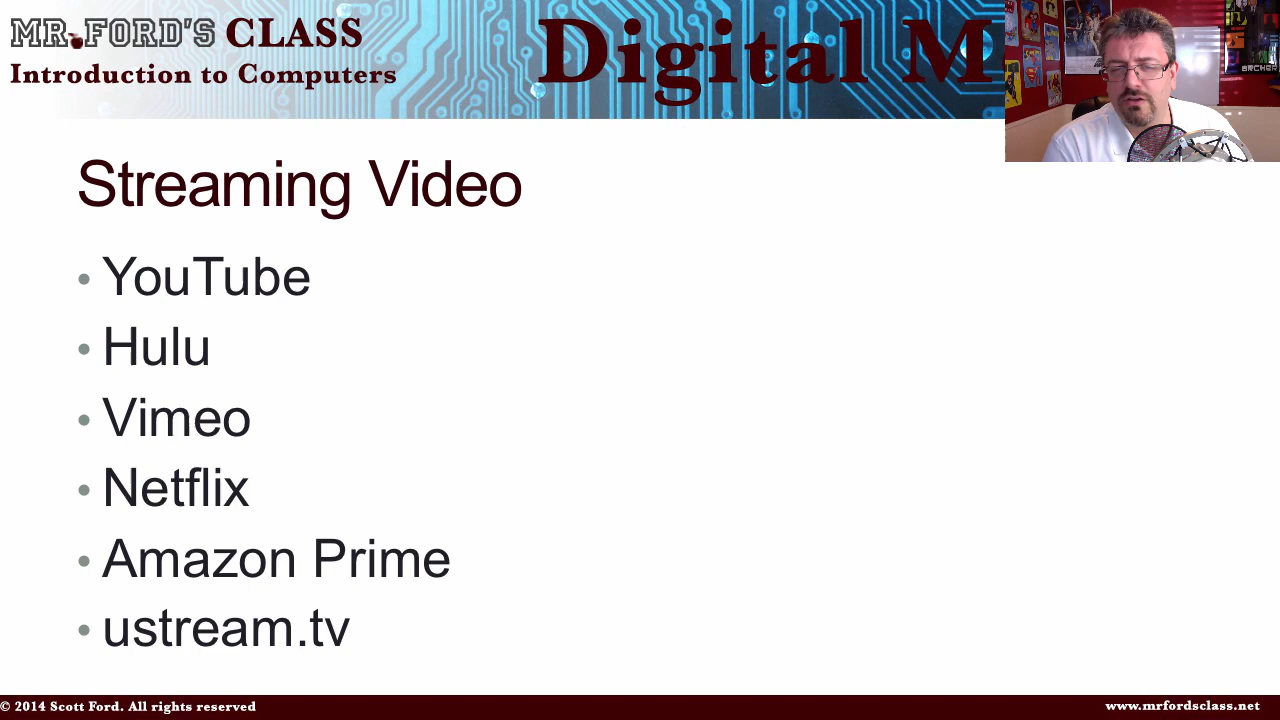 MR. FORD'S CLASS
Introduction to Computers
Digital M
ARCHER
Streaming Video
• YouTube
• Hulu
• Vimeo
• Netflix
• Amazon Prime
• ustream.tv
© 2014 Scott Ford. All rights reserved
www.mrfordsclass.net